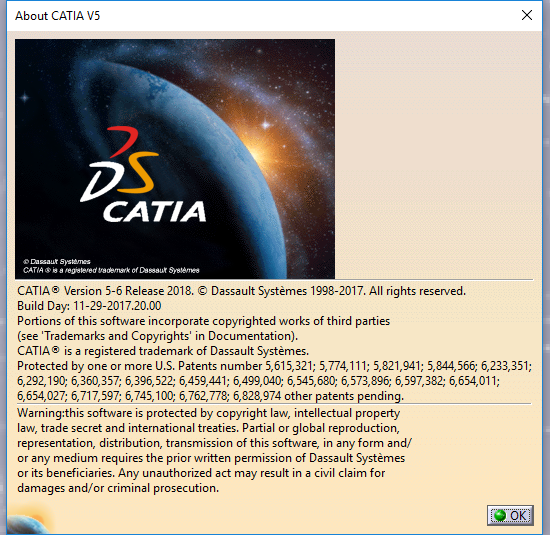 About CATIA V5
DS
CATIA
© Dassault Systèmes
CATIA ® is a registered trademark of Dassault Systèmes
CATIA® Version 5-6 Release 2018. © Dassault Systèmes 1998-2017. All rights reserved.
Build Day: 11-29-2017.20.00
Portions of this software incorporate copyrighted works of third parties
(see 'Trademarks and Copyrights' in Documentation).
CATIA® is a registered trademark of Dassault Systèmes.
Protected by one or more U.S. Patents number 5,615,321; 5,774,111; 5,821,941; 5,844,566; 6,233,351;
6,292,190; 6,360,357; 6,396,522; 6,459,441; 6,499,040; 6,545,680; 6,573,896; 6,597,382; 6,654,011;
6,654,027; 6,717,597; 6,745,100; 6,762,778; 6,828,974 other patents pending.
Warning:this software is protected by copyright law, intellectual property
law, trade secret and international treaties. Partial or global reproduction,
representation, distribution, transmission of this software, in any form and/
or any medium requires the prior written permission of Dassault Systèmes
or its beneficiaries. Any unauthorized act may result in a civil claim for
damages and/or criminal prosecution.
OK